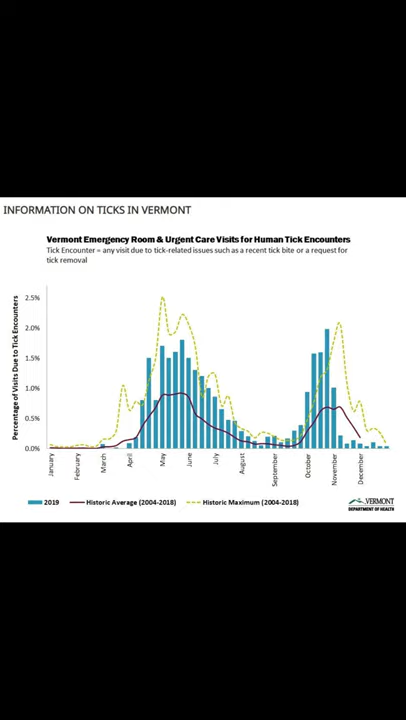 INFORMATION ON TICKS IN VERMONT
Vermont Emergency Room & Urgent Care Visits for Human Tick Encounters
Tick Encounter = any visit due to tick-related issues such as a recent tick bite or a request for
tick removal
Percentage of Visits Due to Tick Encounters
2.5%
2.0%
1.5%
1.0%
0.5%
0.0%
January
February
March
April
May
June
July
August
September
October
November
December
2019
Historic Average (2004-2018)
Historic Maximum (2004-2018)
VERMONT
DEPARTMENT OF HEALTH